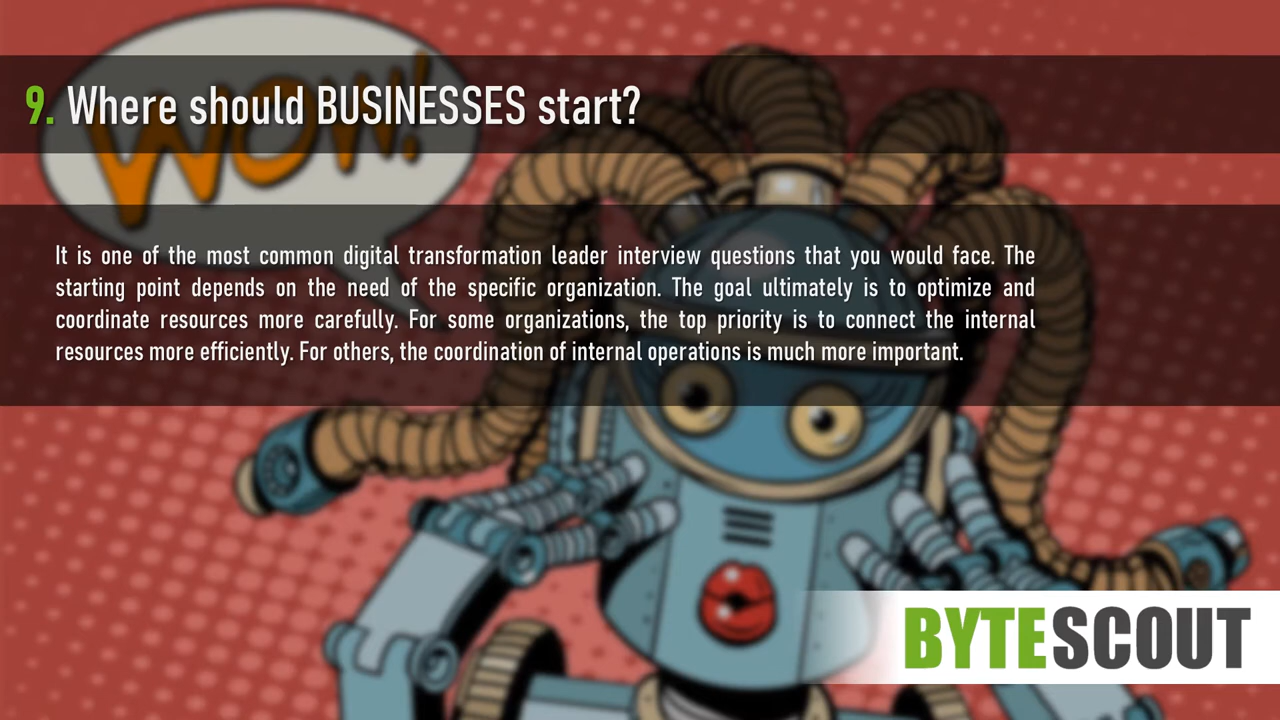 WOW!
9. Where should BUSINESSES start?
It is one of the most common digital transformation leader interview questions that you would face. The
starting point depends on the need of the specific organization. The goal ultimately is to optimize and
coordinate resources more carefully. For some organizations, the top priority is to connect the internal
resources more efficiently. For others, the coordination of internal operations is much more important.
BYTESCOUT